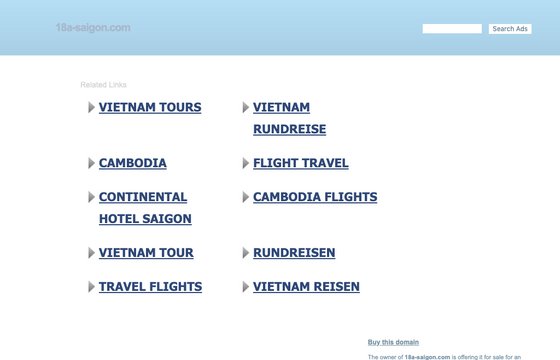 18a-saigon.com
Search Ads
Related Links
VIETNAM TOURS
VIETNAM
RUNDREISE
CAMBODIA
FLIGHT TRAVEL
CONTINENTAL
HOTEL SAIGON
CAMBODIA FLIGHTS
VIETNAM TOUR
RUNDREISEN
TRAVEL FLIGHTS
VIETNAM REISEN
Buy this domain
The owner of 18a-saigon.com is offering it for sale for an